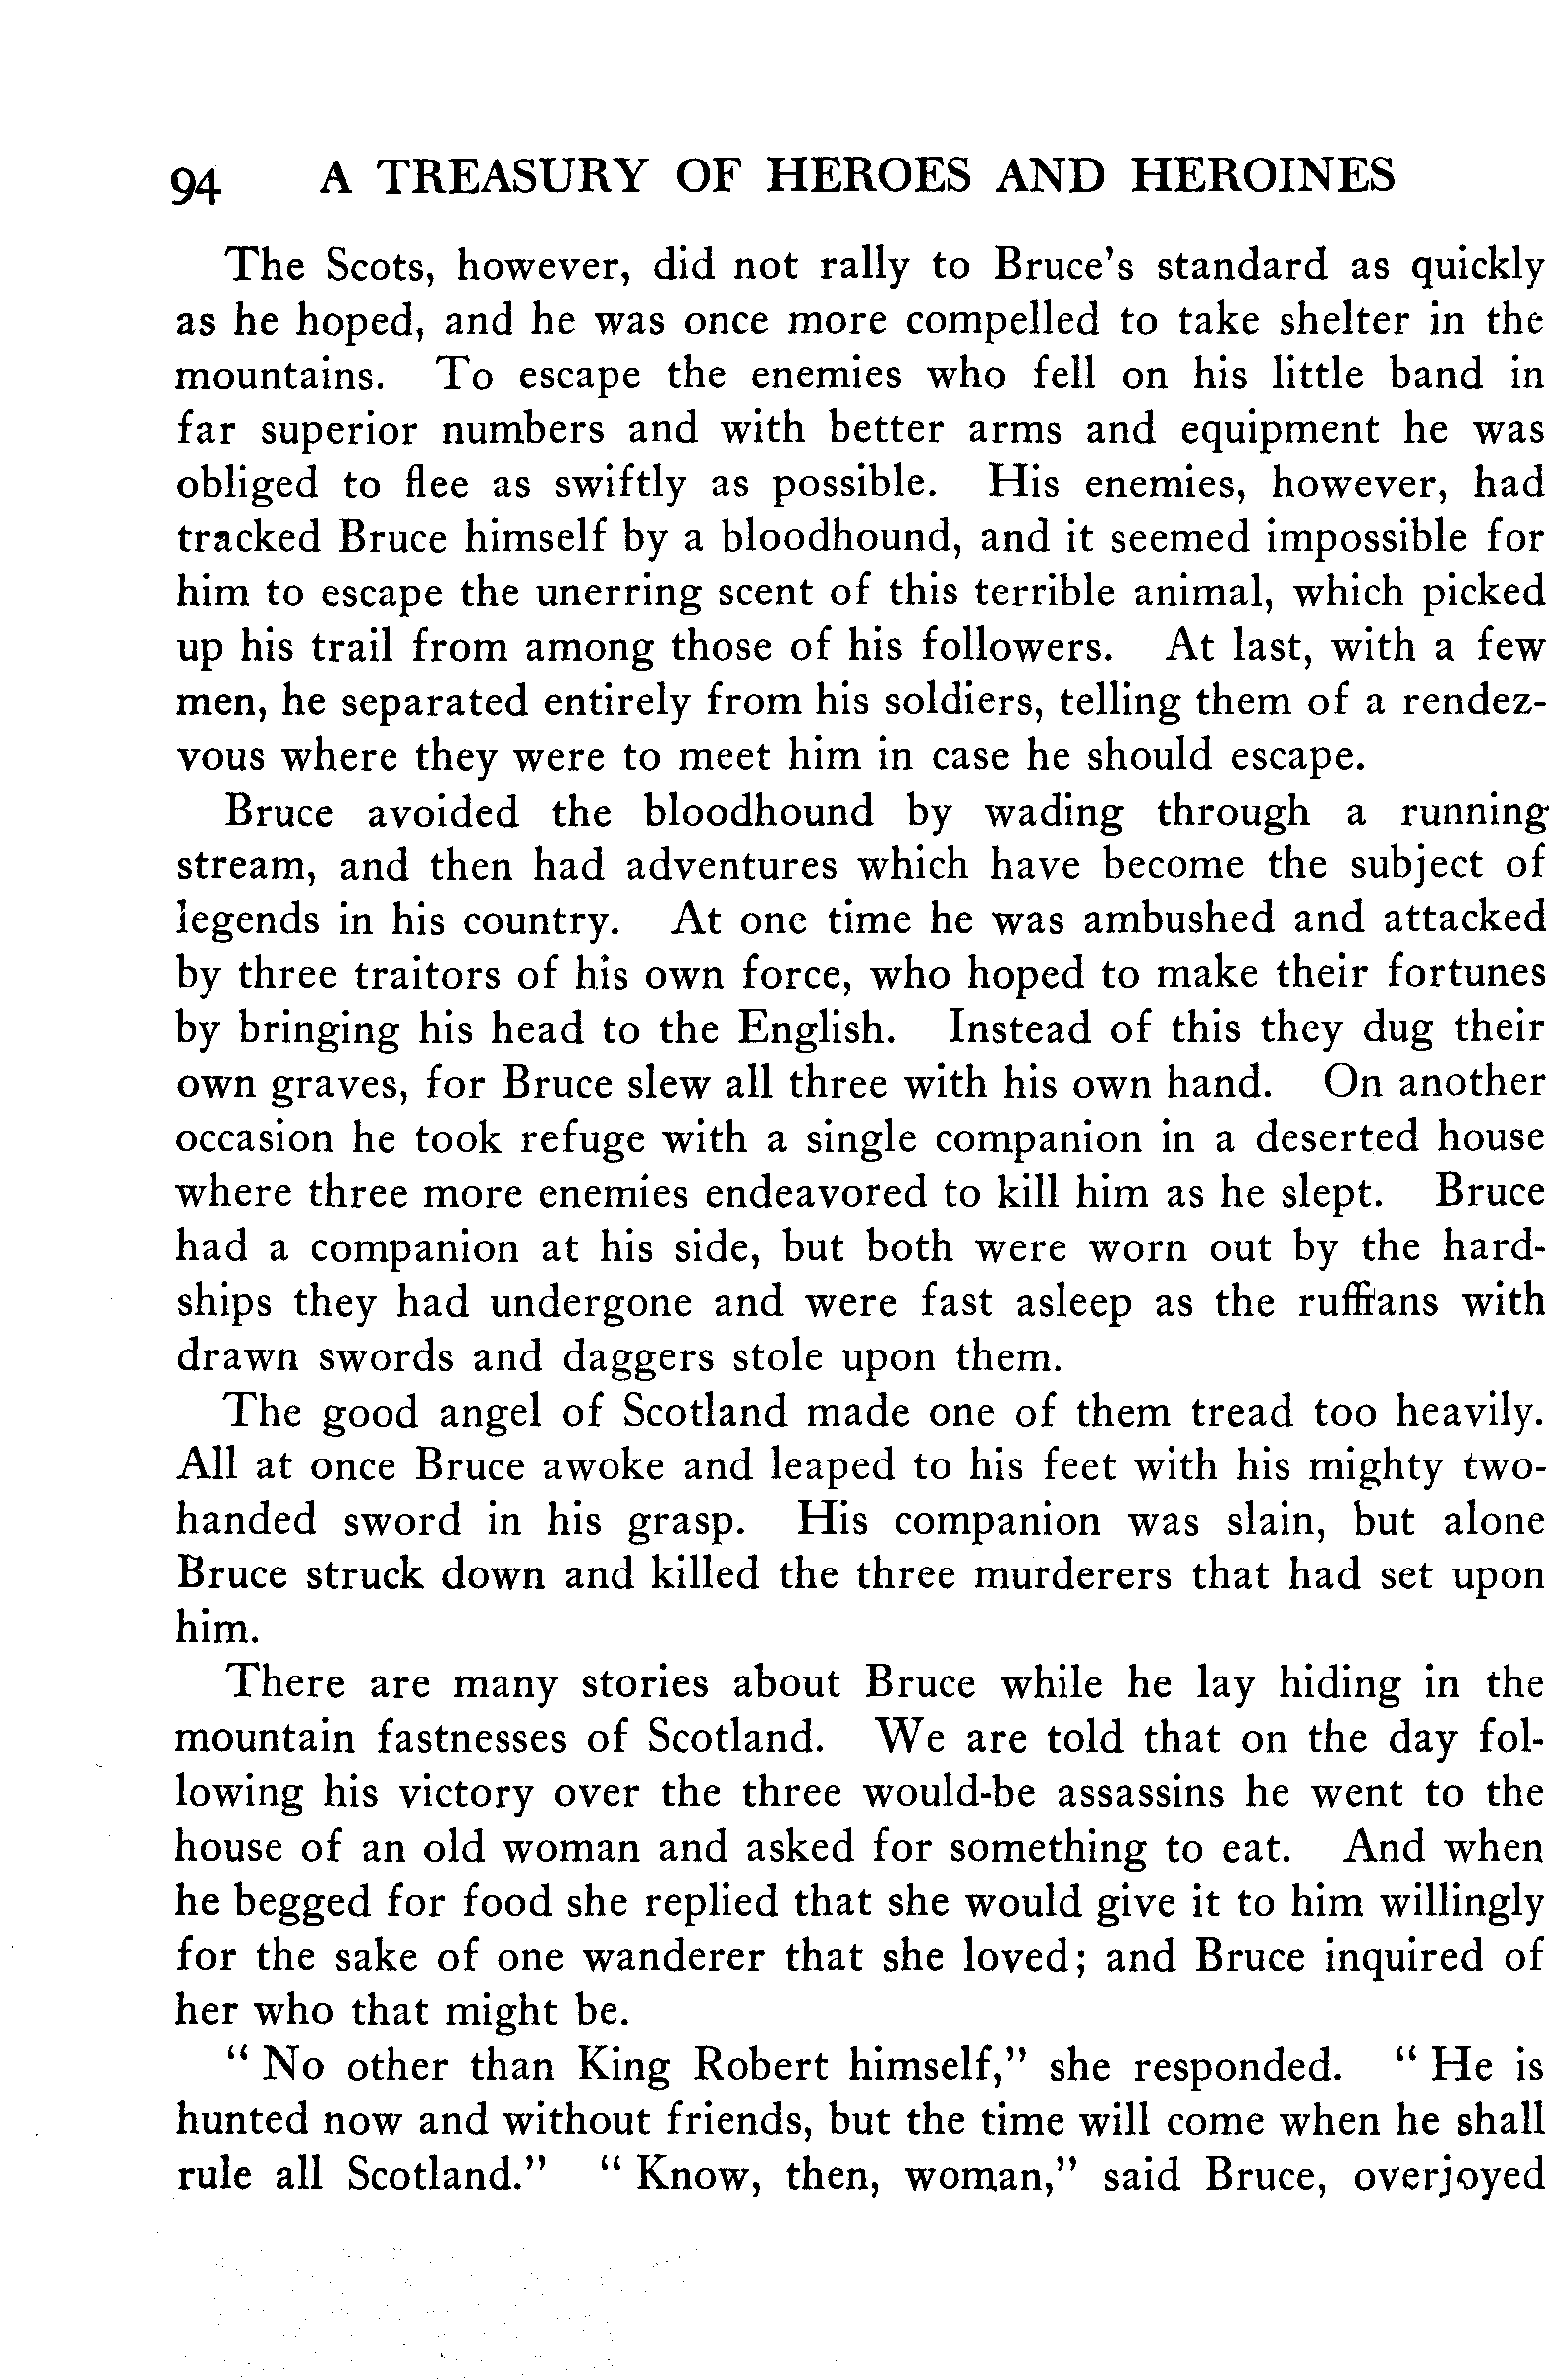 94 A TREASURY OF HEROES AND HEROINES
The Scots, however, did not rally to Bruce's standard as quickly
as he hoped, and he was once more compelled to take shelter in the
mountains. To escape the enemies who fell on his little band in
far superior numbers and with better arms and equipment he was
obliged to flee as swiftly as possible. His enemies, however, had
tracked Bruce himself by a bloodhound, and it seemed impossible for
him to escape the unerring scent of this terrible animal, which picked
up his trail from among those of his followers. At last, with a few
men, he separated entirely from his soldiers, telling them of a rendez-
vous where they were to meet him in case he should escape.
Bruce avoided the bloodhound by wading through a running
stream, and then had adventures which have become the subject of
legends in his country. At one time he was ambushed and attacked
by three traitors of his own force, who hoped to make their fortunes
by bringing his head to the English. Instead of this they dug their
own graves, for Bruce slew all three with his own hand. On another
occasion he took refuge with a single companion in a deserted house
where three more enemies endeavored to kill him as he slept. Bruce
had a companion at his side, but both were worn out by the hard-
ships they had undergone and were fast asleep as the ruffians with
drawn swords and daggers stole upon them.
The good angel of Scotland made one of them tread too heavily.
All at once Bruce awoke and leaped to his feet with his mighty two-
handed sword in his grasp. His companion was slain, but alone
Bruce struck down and killed the three murderers that had set upon
him.
There are many stories about Bruce while he lay hiding in the
mountain fastnesses of Scotland. We are told that on the day fol-
lowing his victory over the three would-be assassins he went to the
house of an old woman and asked for something to eat. And when
he begged for food she replied that she would give it to him willingly
for the sake of one wanderer that she loved; and Bruce inquired of
her who that might be.
" No other than King Robert himself," she responded. " He is
hunted now and without friends, but the time will come when he shall
rule all Scotland." " Know, then, woman," said Bruce, overjoyed